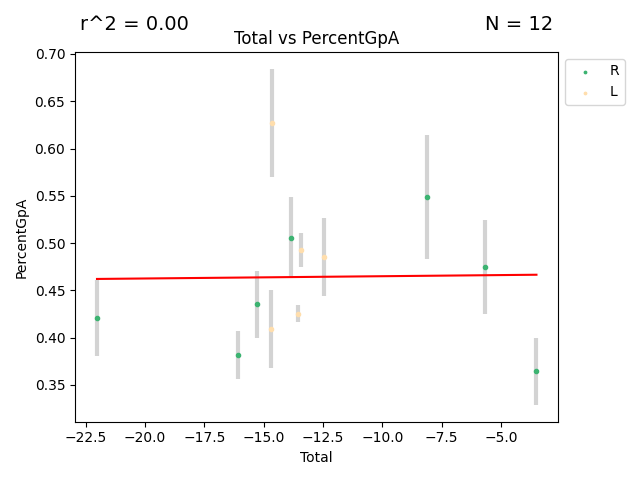 r^2 = 0.00
N = 12
Total vs PercentGpA
R
L
0.70
0.65
0.60
0.55
0.50
0.45
0.40
0.35
PercentGpA
−22.5 −20.0 −17.5 −15.0 −12.5 −10.0 −7.5 −5.0
Total